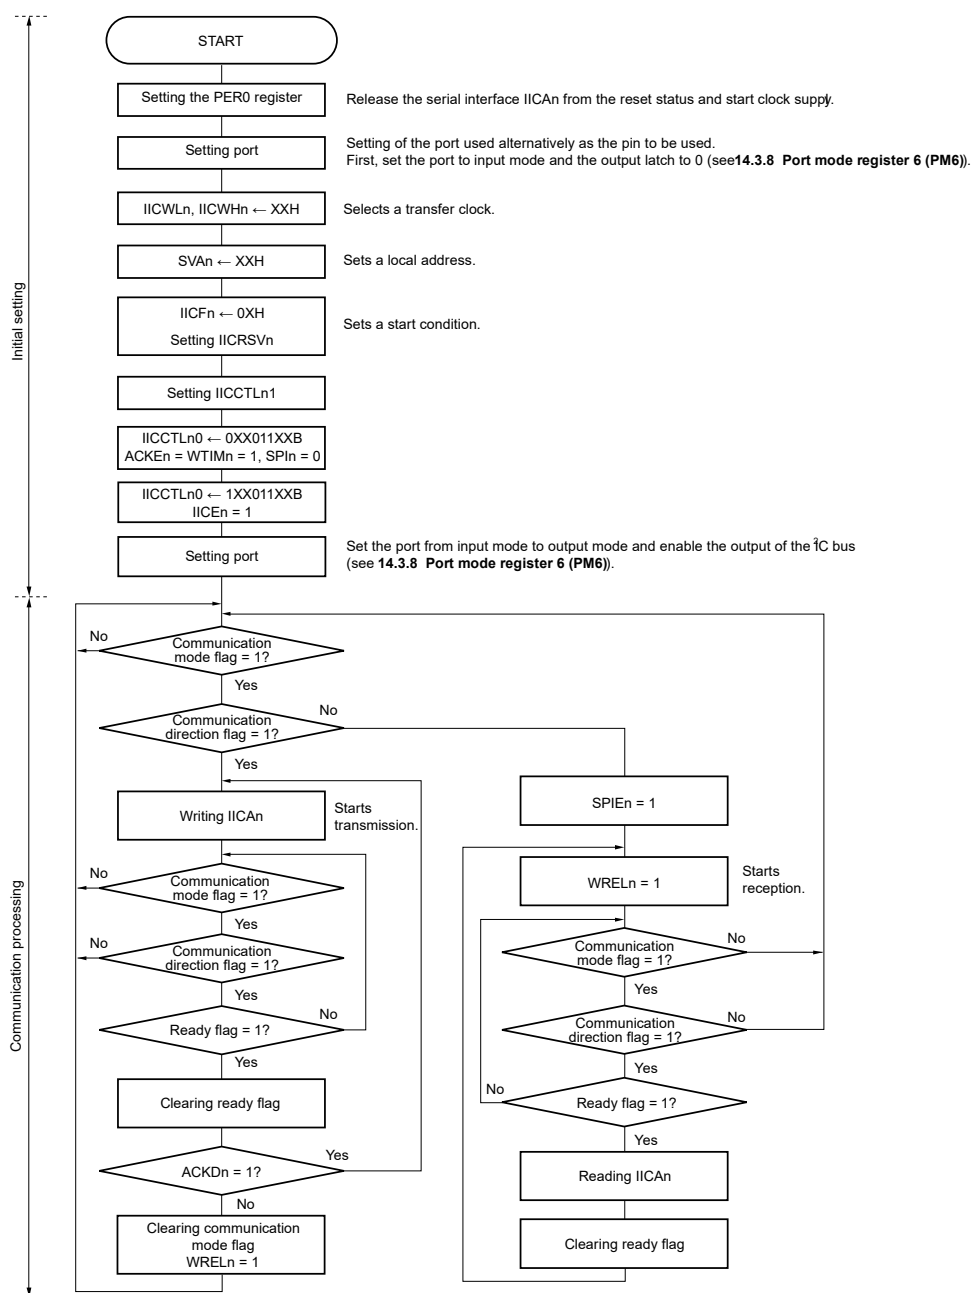 START
Setting the PER0 register
Release the serial interface IICAn from the reset status and start clock supply.
Setting port
Setting of the port used alternatively as the pin to be used.
First, set the port to input mode and the output latch to 0 (see14.3.8 Port mode register 6 (PM6)).
IICWLn, IICWHn ← XXH
Selects a transfer clock.
SVAn ← XXH
Sets a local address.
IICFn ← 0XH
Setting IICRSVn
Sets a start condition.
Setting IICCTLn1
IICCTLn0 ← 0XX011XXB
ACKEn = WTIMn = 1, SPIn = 0
IICCTLn0 ← 1XX011XXB
IICEn = 1
Setting port
Set the port from input mode to output mode and enable the output of the I²C bus
(see 14.3.8 Port mode register 6 (PM6)).
Initial setting
Communication processing
Communication
mode flag = 1?
No
Yes
Communication
direction flag = 1?
No
Yes
Writing IICAn
Starts
transmission.
Communication
mode flag = 1?
No
Yes
Communication
direction flag = 1?
No
Yes
Ready flag = 1?
No
Yes
Clearing ready flag
ACKDn = 1?
Yes
No
Clearing communication
mode flag
WRELn = 1
SPIEn = 1
WRELn = 1
Starts
reception.
Communication
mode flag = 1?
No
Yes
Communication
direction flag = 1?
No
Yes
Ready flag = 1?
No
Yes
Reading IICAn
Clearing ready flag